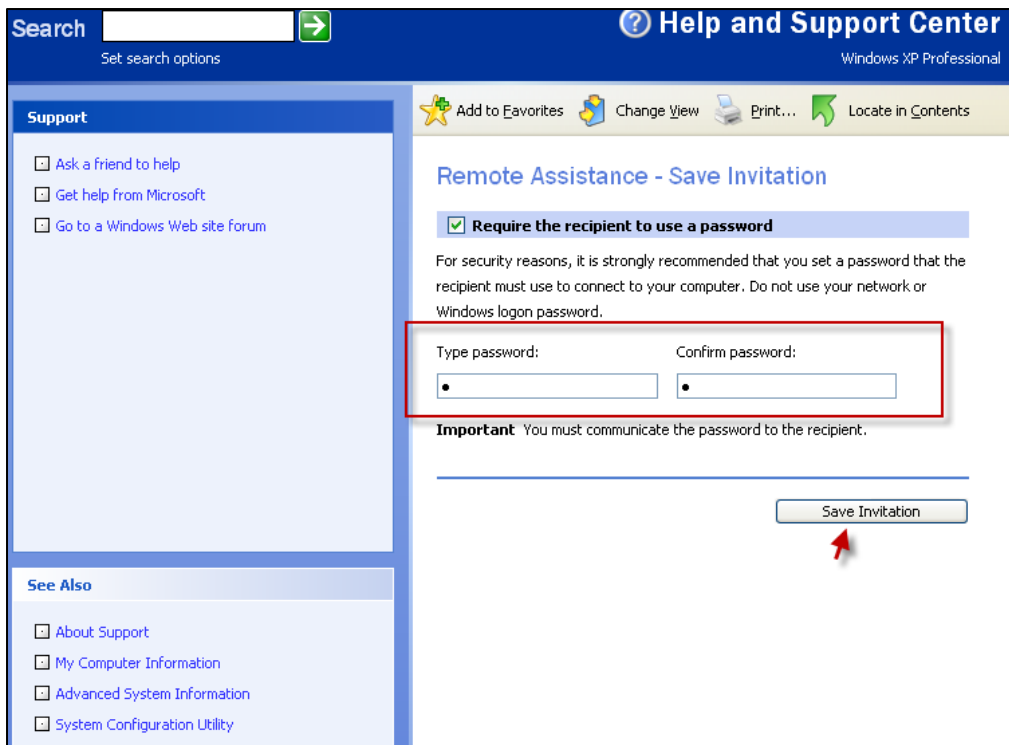 Search
Help and Support Center
Set search options
Windows XP Professional
Support
Ask a friend to help
Get help from Microsoft
Go to a Windows Web site forum
See Also
About Support
My Computer Information
Advanced System Information
System Configuration Utility
Add to Favorites Change View Print... Locate in Contents
Remote Assistance - Save Invitation
Require the recipient to use a password
For security reasons, it is strongly recommended that you set a password that the
recipient must use to connect to your computer. Do not use your network or
Windows logon password.
Type password: Confirm password:
Important You must communicate the password to the recipient.
Save Invitation